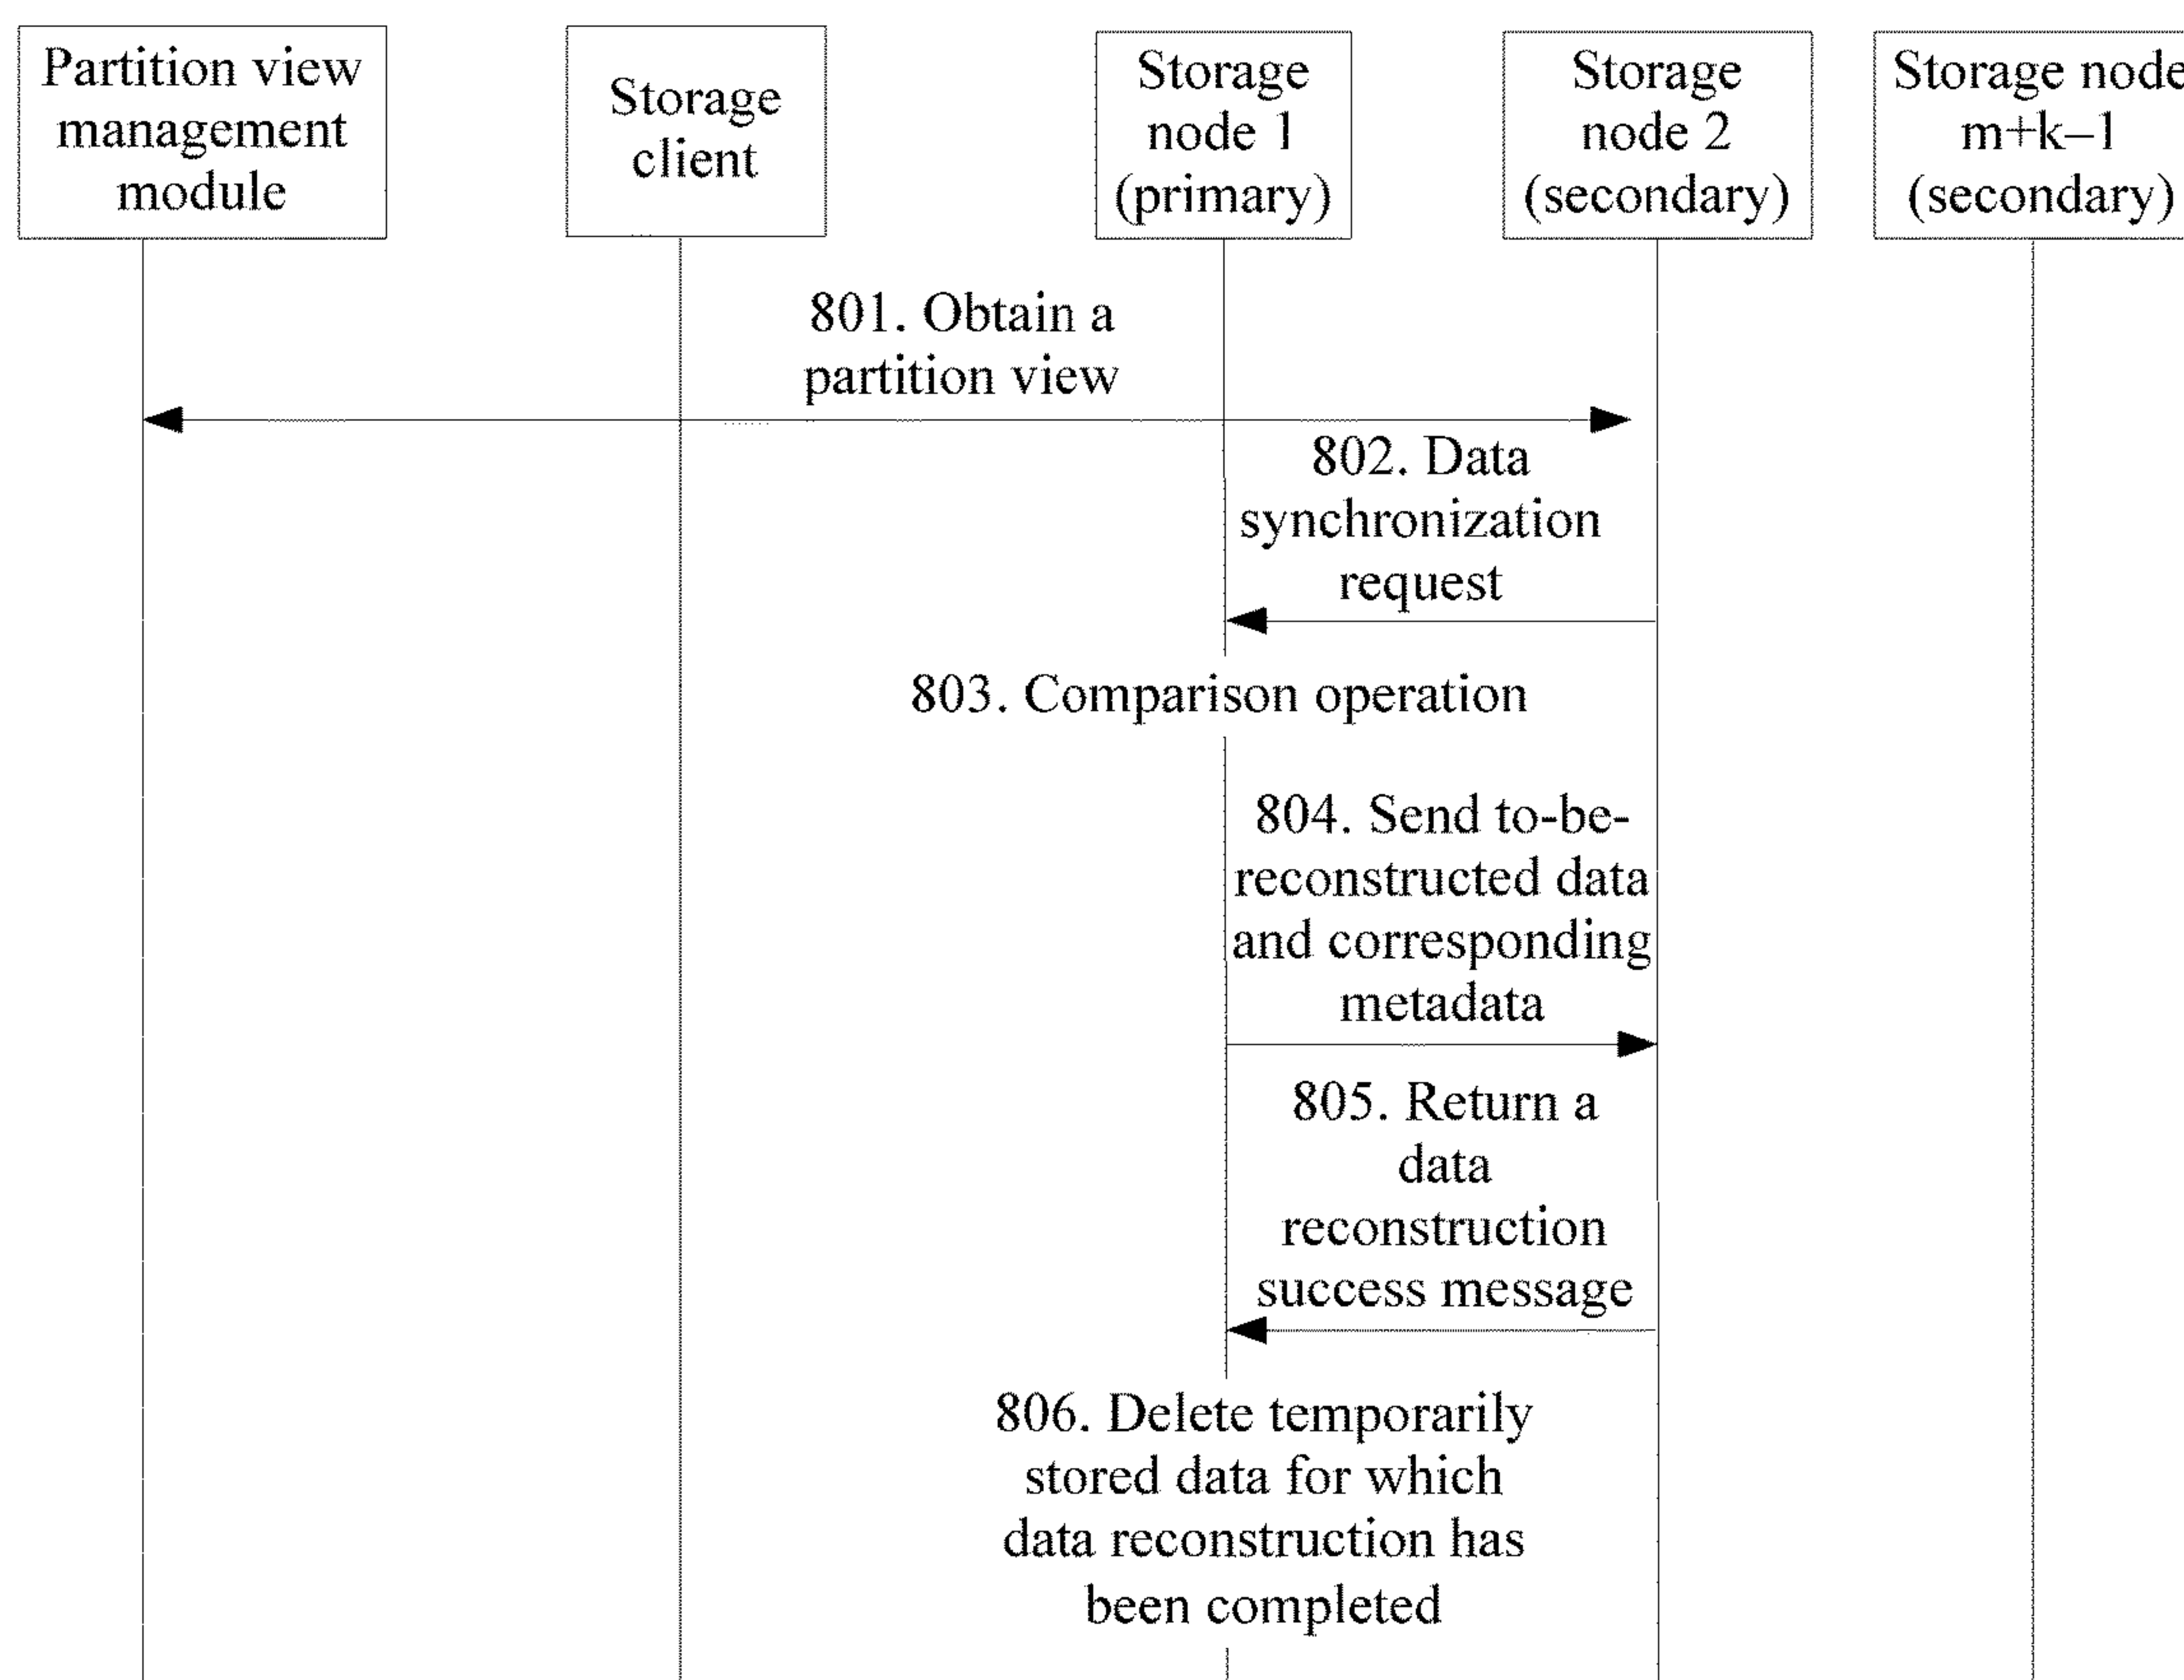 Partition view
management
module
Storage
client
Storage
node 1
(primary)
Storage
node 2
(secondary)
Storage node
m+k–1
(secondary)
801. Obtain a
partition view
802. Data
synchronization
request
803. Comparison operation
804. Send to-be-
reconstructed data
and corresponding
metadata
805. Return a
data
reconstruction
success message
806. Delete temporarily
stored data for which
data reconstruction has
been completed